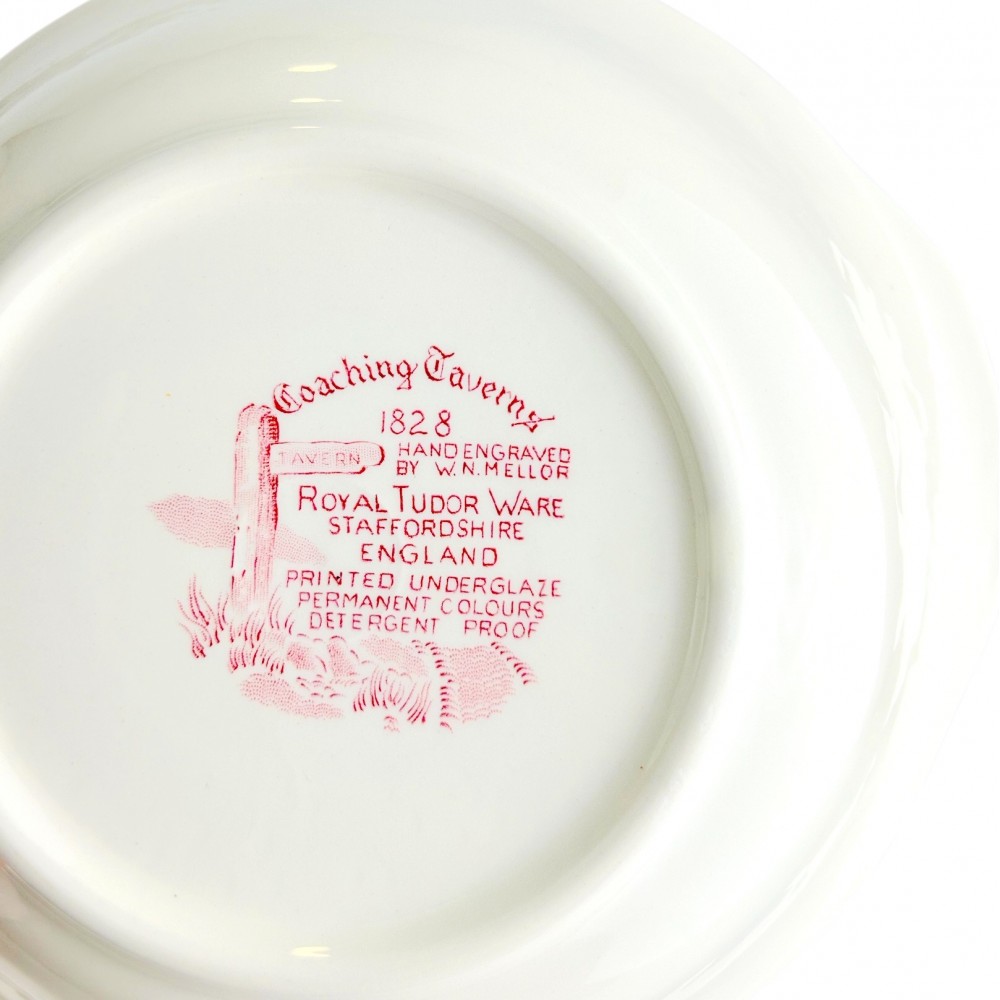 Coaching Taverns
1828
TAVERN
HAND ENGRAVED
BY W.N. MELLOR
ROYAL TUDOR WARE
STAFFORDSHIRE
ENGLAND
PRINTED UNDERGLAZE
PERMANENT COLOURS
DETERGENT PROOF